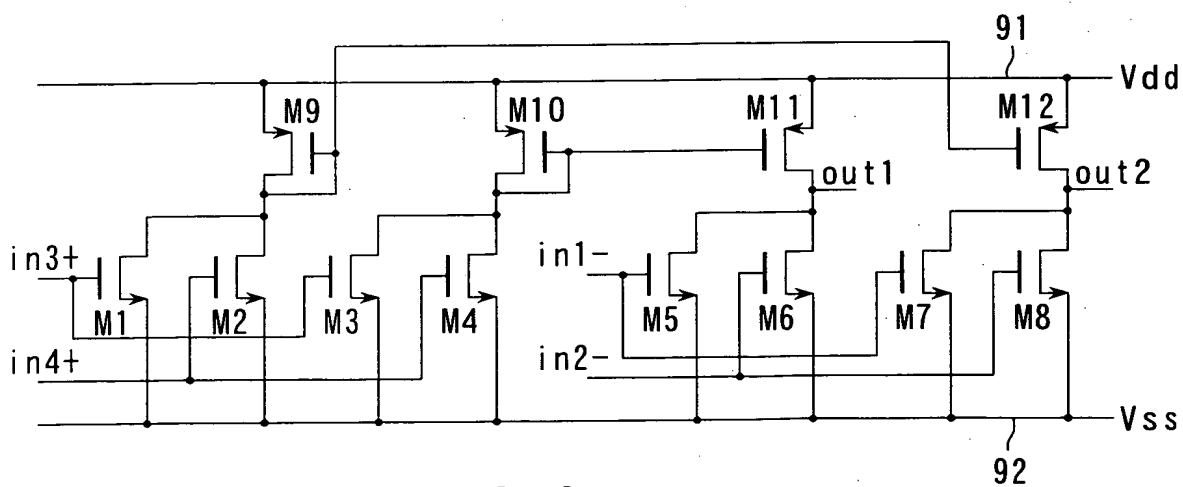 91
Vdd
M9
M10
M11
M12
out1
out2
in3+
in1-
M1
M2
M3
M4
M5
M6
M7
M8
in4+
in2-
Vss
92